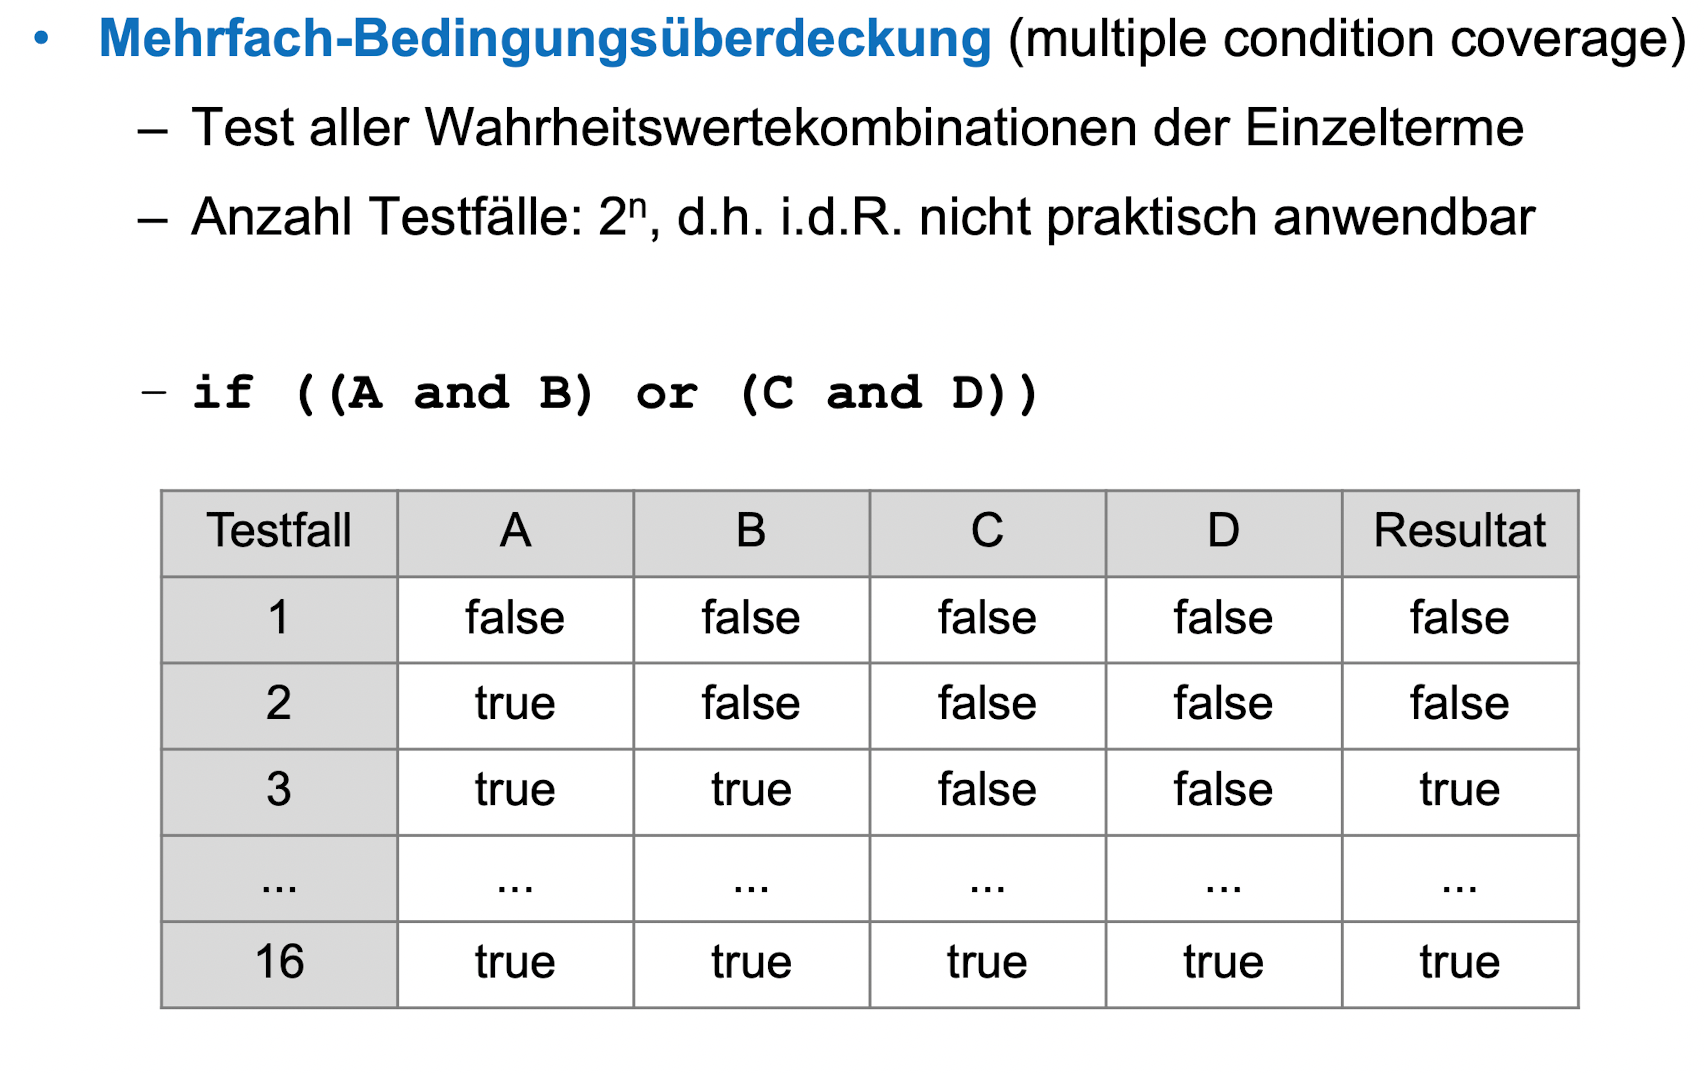 • Mehrfach-Bedingungsüberdeckung (multiple condition coverage)
– Test aller Wahrheitswertekombinationen der Einzelterme
– Anzahl Testfälle: 2ⁿ, d.h. i.d.R. nicht praktisch anwendbar
– if ((A and B) or (C and D))
Testfall A B C D Resultat
1 false false false false false
2 true false false false false
3 true true false false true
... ... ... ... ... ...
16 true true true true true